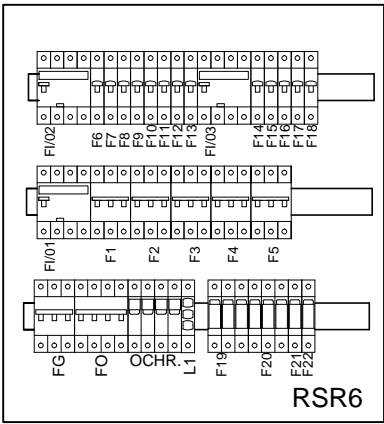 FI/02 F6 F7 F8 F9 F10 F11 F12 F13 FI/03 F14 F15 F16 F17 F18
FI/01 F1 F2 F3 F4 F5
FG FO OCHR. L1 F19 F20 F21 F22
RSR6